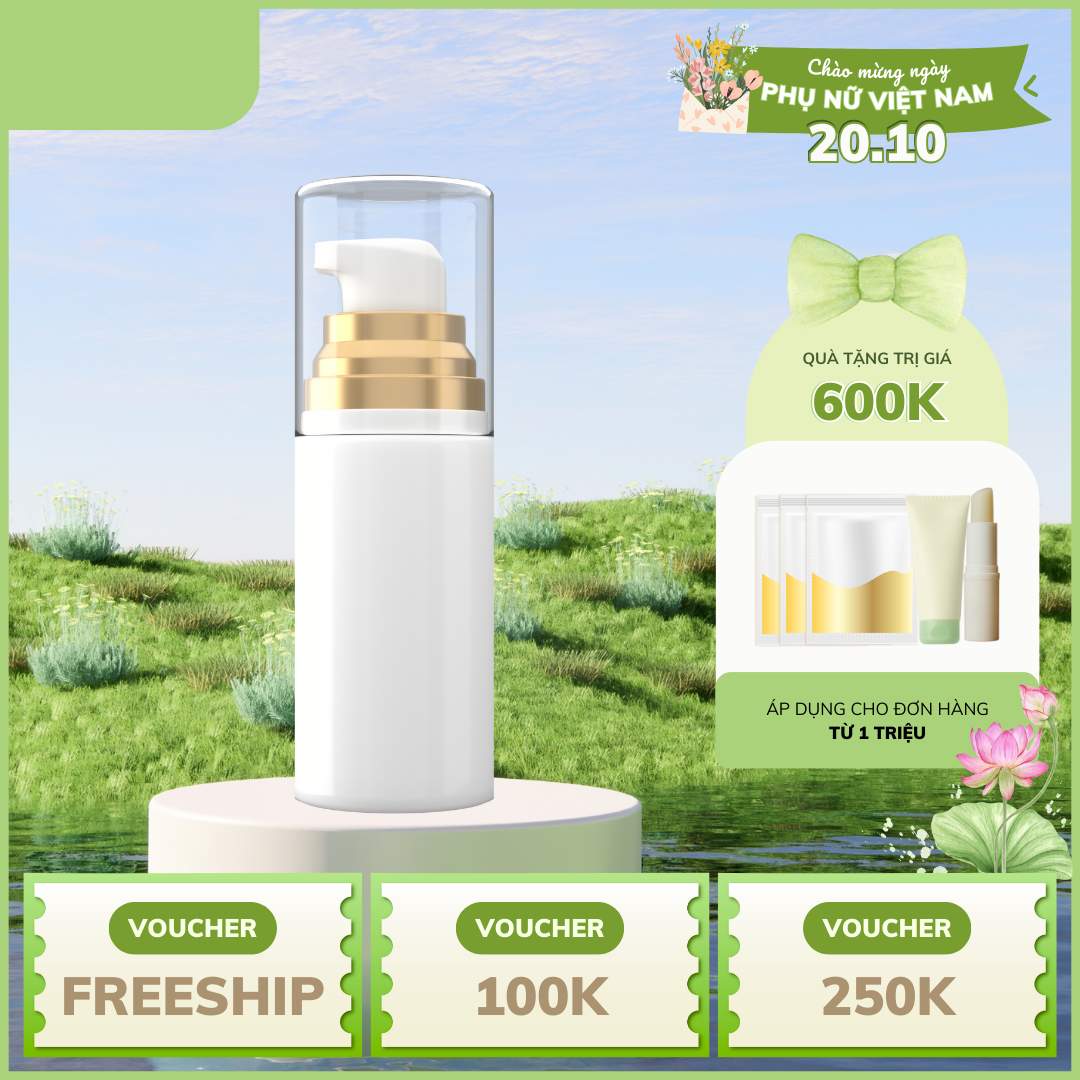 Chào mừng ngày
PHỤ NỮ VIỆT NAM
20.10
QUÀ TẶNG TRỊ GIÁ
600K
ÁP DỤNG CHO ĐƠN HÀNG
TỪ 1 TRIỆU
VOUCHER
FREESHIP
VOUCHER
100K
VOUCHER
250K